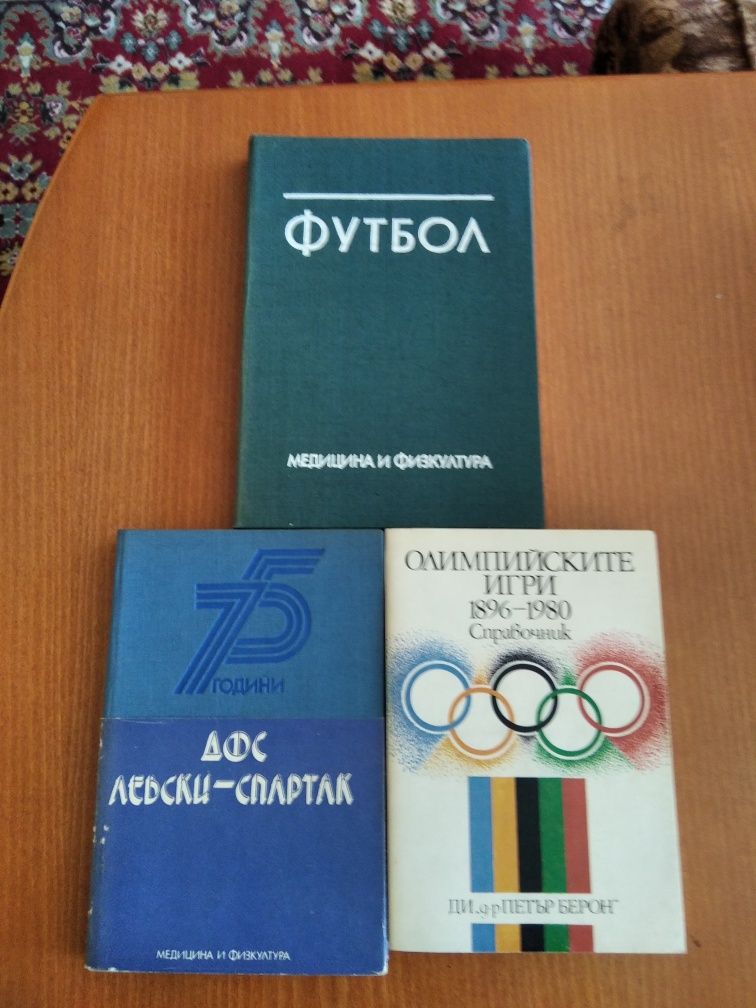 ФУТБОЛ
МЕДИЦИНА И ФИЗКУЛТУРА
75
ГОДИНИ
ДФС
ЛЕВСКИ-СПАРТАК
МЕДИЦИНА И ФИЗКУЛТУРА
ОЛИМПИЙСКИТЕ
ИГРИ
1896-1980
Справочник
ДИ„д-р ПЕТЪР БЕРОН“